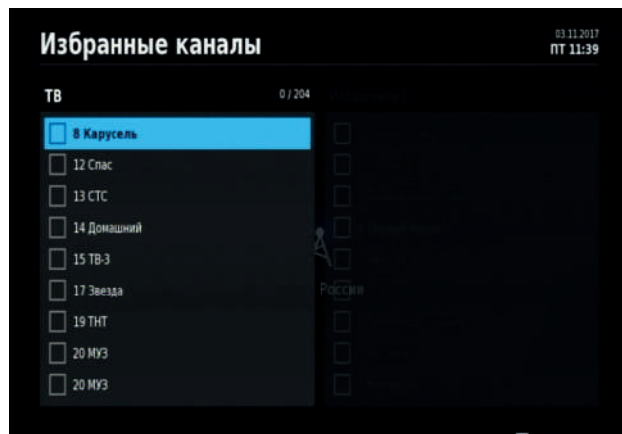 Избранные каналы
03.11.2017
ПТ 11:39
ТВ
0 / 204
8 Карусель
12 Спас
13 СТС
14 Домашний
15 ТВ-3
17 Звезда
19 ТНТ
20 МУЗ
20 МУЗ
России